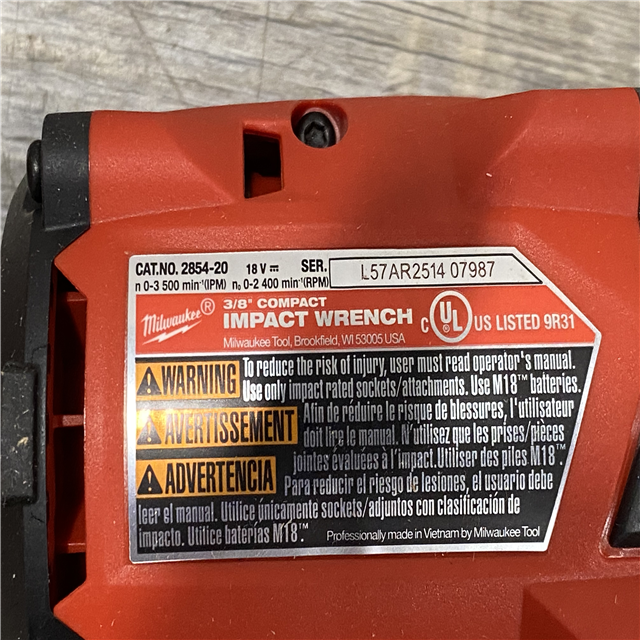 CAT.NO. 2854-20 18 V ⎓ SER. L57AR2514 07987
n 0-3 500 min⁻¹(IPM) n₀ 0-2 400 min⁻¹(RPM)
Milwaukee® 3/8" COMPACT
IMPACT WRENCH
Milwaukee Tool, Brookfield, WI 53005 USA
C UL® US LISTED 9R31
WARNING To reduce the risk of injury, user must read operator's manual.
Use only impact rated sockets/attachments. Use M18™ batteries.
AVERTISSEMENT Afin de réduire le risque de blessures, l'utilisateur
doit lire le manual. N'utilisez que les prises/pièces
jointes évaluées à l'impact.Utiliser des piles M18™.
ADVERTENCIA Para reducir el riesgo de lesiones, el usuario debe
leer el manual. Utilice únicamente sockets/adjuntos con clasificación de
impacto. Utilice baterías M18™.
Professionally made in Vietnam by Milwaukee Tool